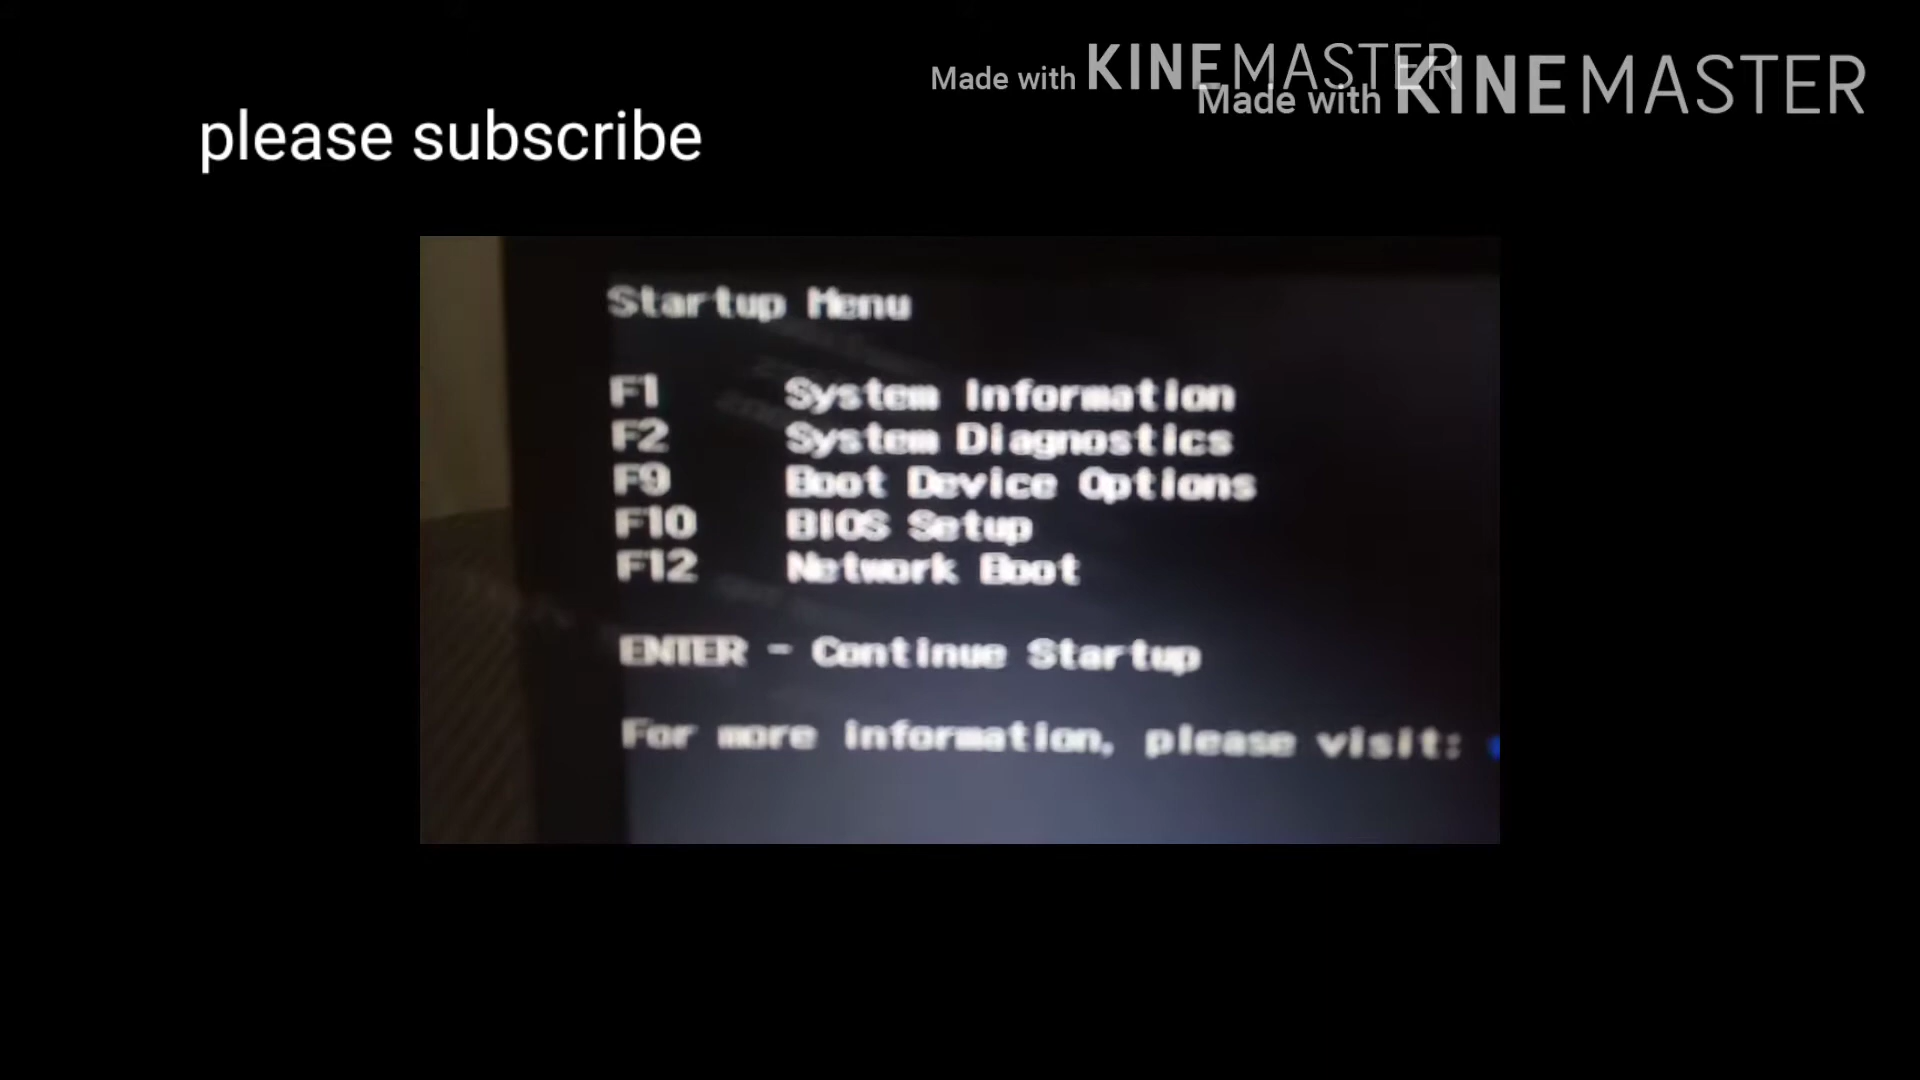 Made with KINEMASTER
Made with KINEMASTER
please subscribe
Startup Menu
F1 System Information
F2 System Diagnostics
F9 Boot Device Options
F10 BIOS Setup
F12 Network Boot
ENTER - Continue Startup
For more information, please visit: